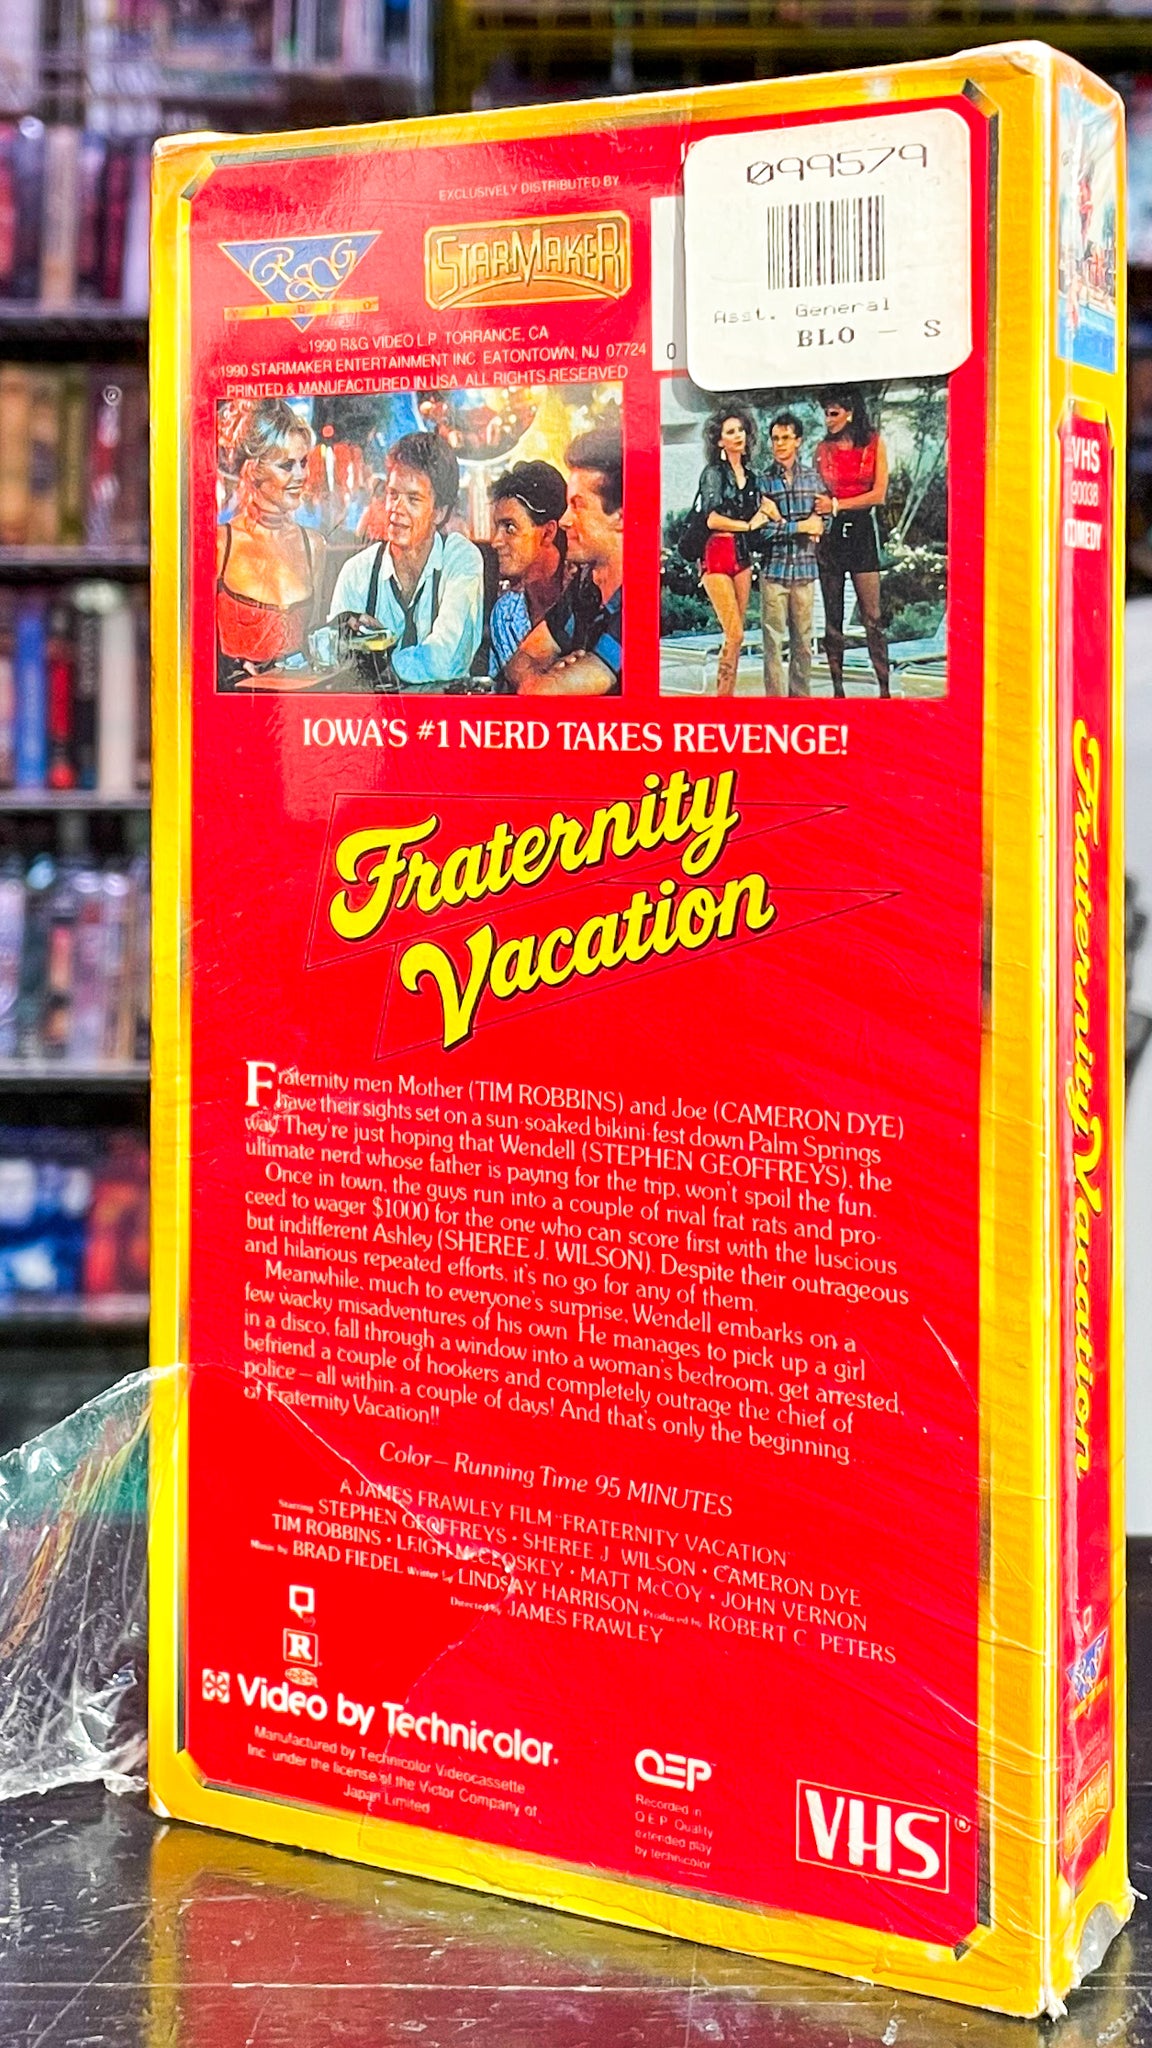 099579
Asst. General
BLO - S
EXCLUSIVELY DISTRIBUTED BY
R&G
VIDEO
STARMAKER
1990 R&G VIDEO L.P. TORRANCE, CA
1990 STARMAKER ENTERTAINMENT INC. EATONTOWN, NJ 07724
PRINTED & MANUFACTURED IN USA. ALL RIGHTS RESERVED
0
IOWA'S #1 NERD TAKES REVENGE!
Fraternity
Vacation
Fraternity men Mother (TIM ROBBINS) and Joe (CAMERON DYE)
have their sights set on a sun-soaked bikini-fest down Palm Springs
way. They're just hoping that Wendell (STEPHEN GEOFFREYS), the
ultimate nerd whose father is paying for the trip, won't spoil the fun.
Once in town, the guys run into a couple of rival frat rats and pro-
ceed to wager $1000 for the one who can score first with the luscious
but indifferent Ashley (SHEREE J. WILSON). Despite their outrageous
and hilarious repeated efforts, it's no go for any of them.
Meanwhile, much to everyone's surprise, Wendell embarks on a
few wacky misadventures of his own. He manages to pick up a girl
in a disco, fall through a window into a woman's bedroom, get arrested,
befriend a couple of hookers and completely outrage the chief of
police – all within a couple of days! And that's only the beginning...
of Fraternity Vacation!!
Color – Running Time 95 MINUTES
A JAMES FRAWLEY FILM "FRATERNITY VACATION"
Starring STEPHEN GEOFFREYS • SHEREE J. WILSON • CAMERON DYE
TIM ROBBINS • LEIGH McCLOSKEY • MATT McCOY • JOHN VERNON
Music by BRAD FIEDEL Written by LINDSAY HARRISON Produced by ROBERT C. PETERS
Directed by JAMES FRAWLEY
R
Video by Technicolor.
Manufactured by Technicolor Videocassette
Inc. under the license of the Victor Company of
Japan Limited
QEP
Recorded in
Q.E.P. Quality
extended play
by technicolor
VHS®
VHS
90038
COMEDY
Fraternity Vacation